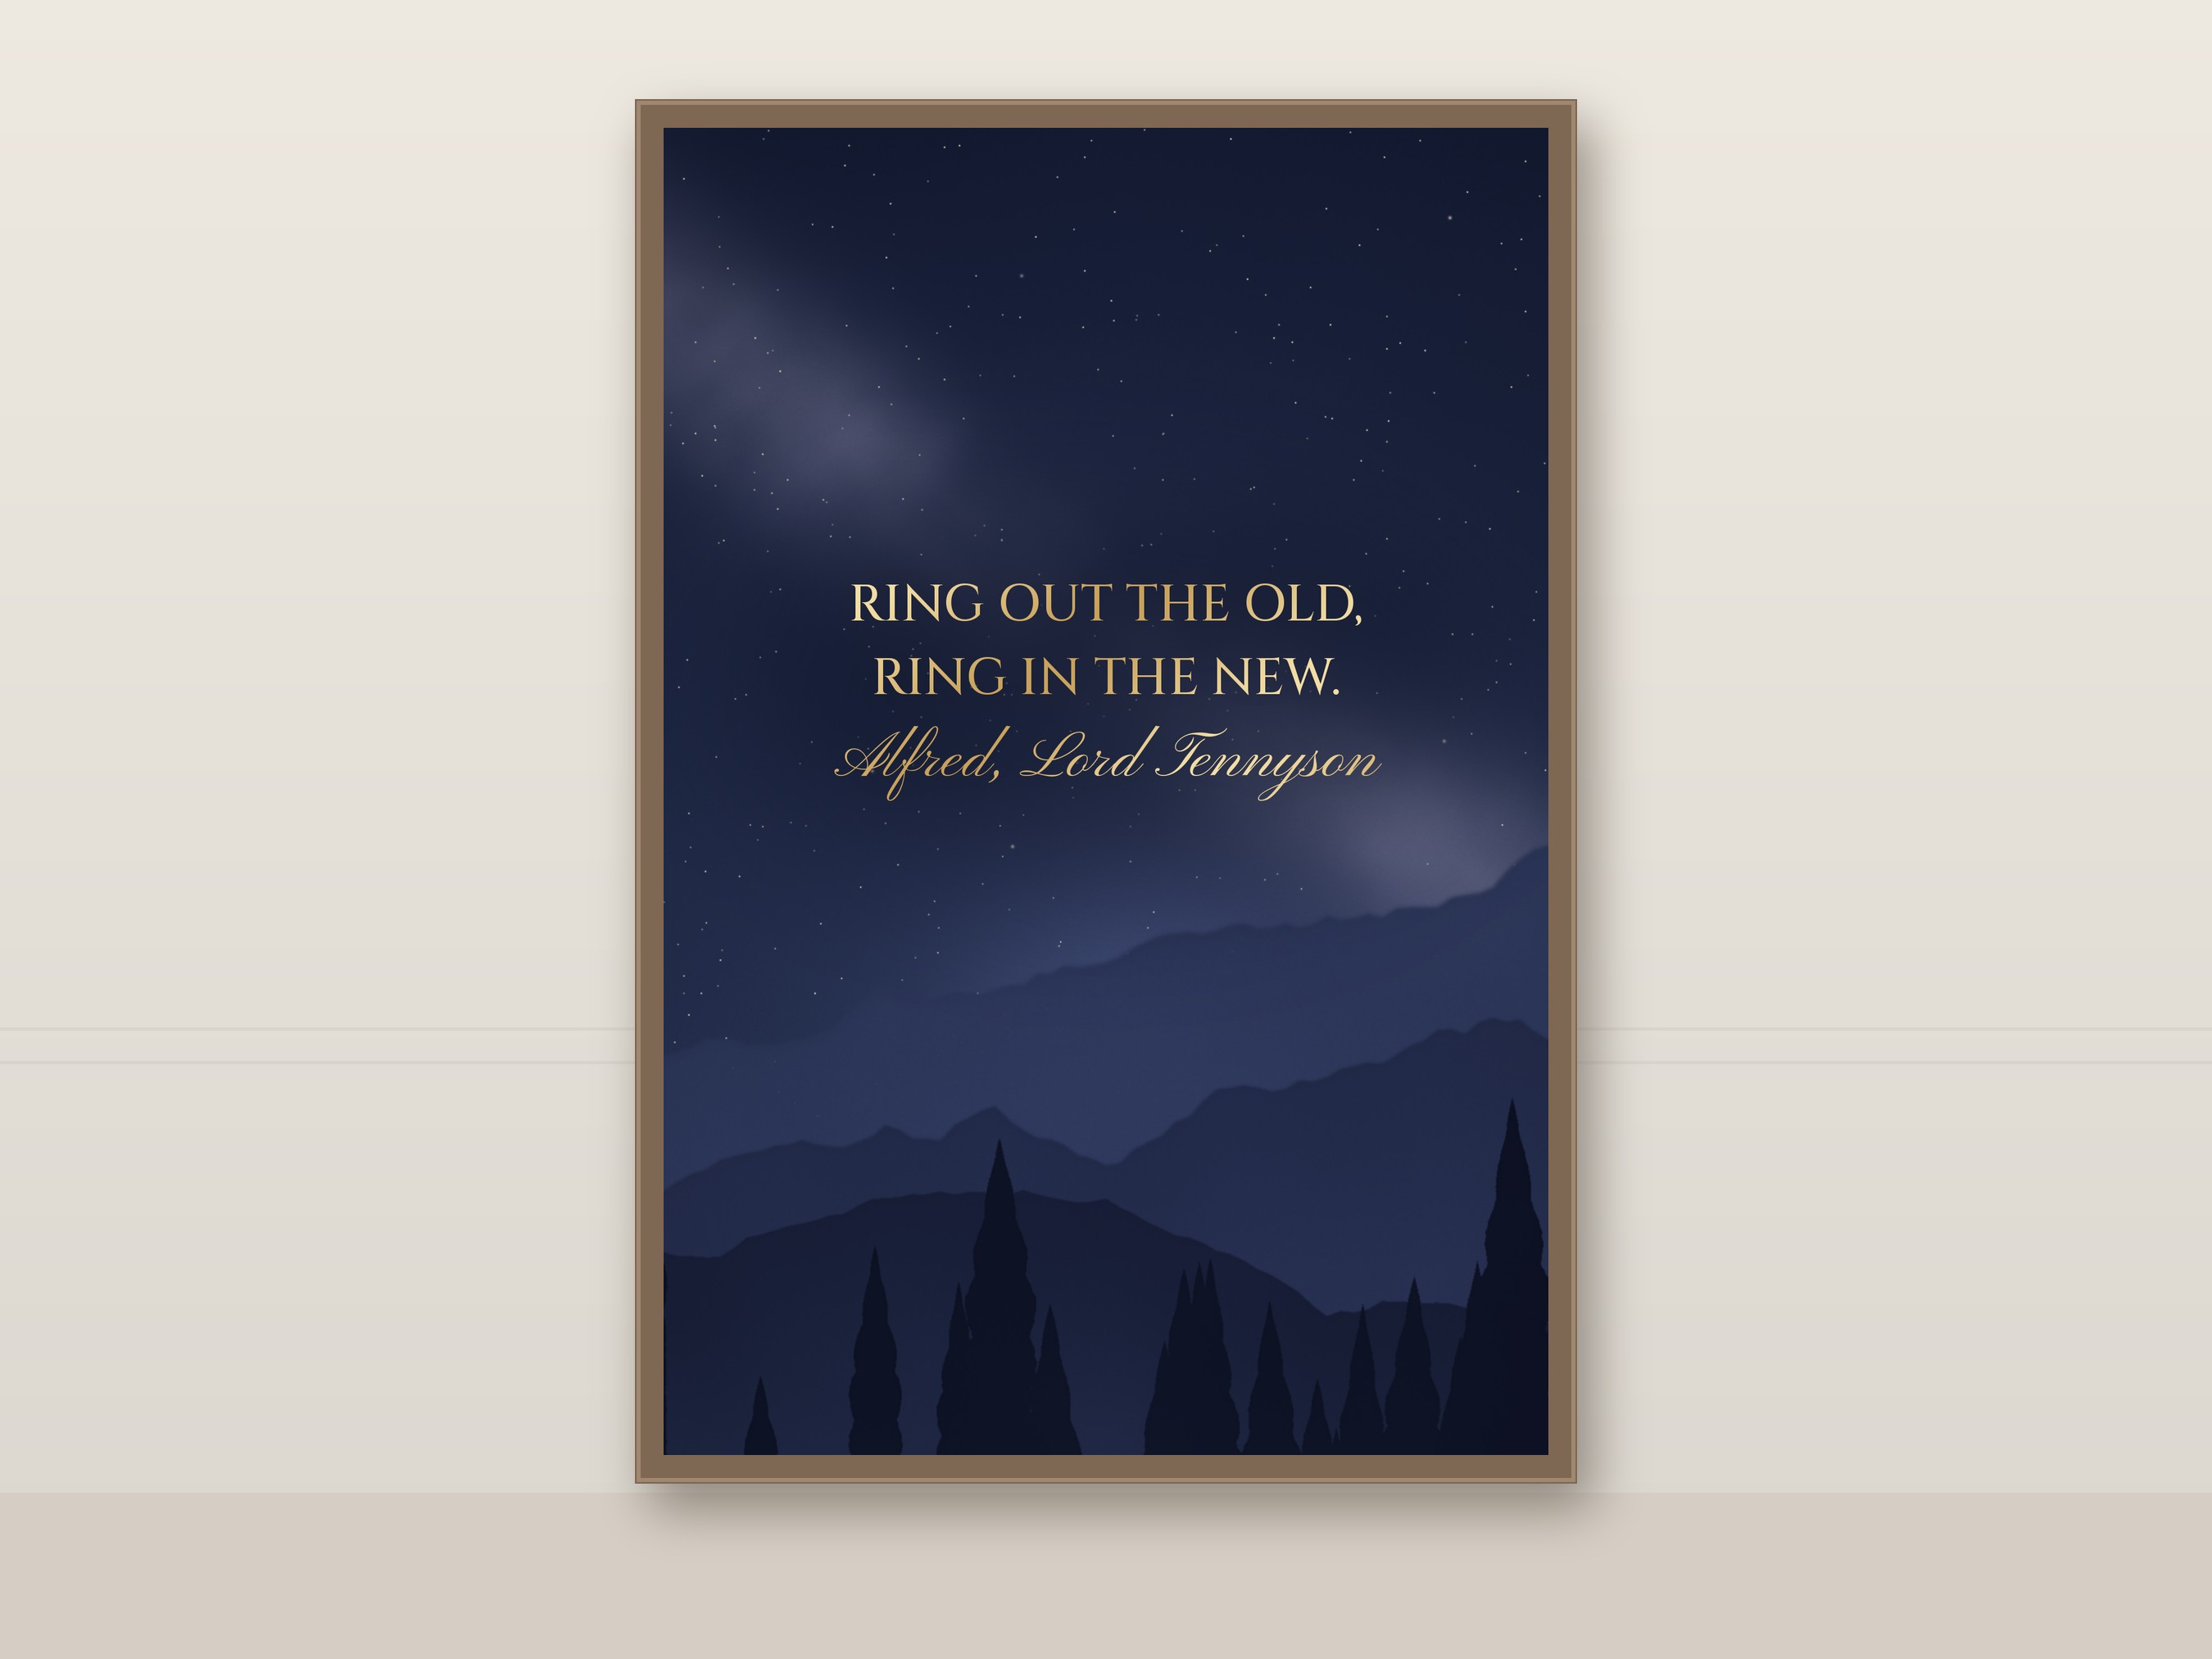 RING OUT THE OLD,
RING IN THE NEW.
Alfred, Lord Tennyson